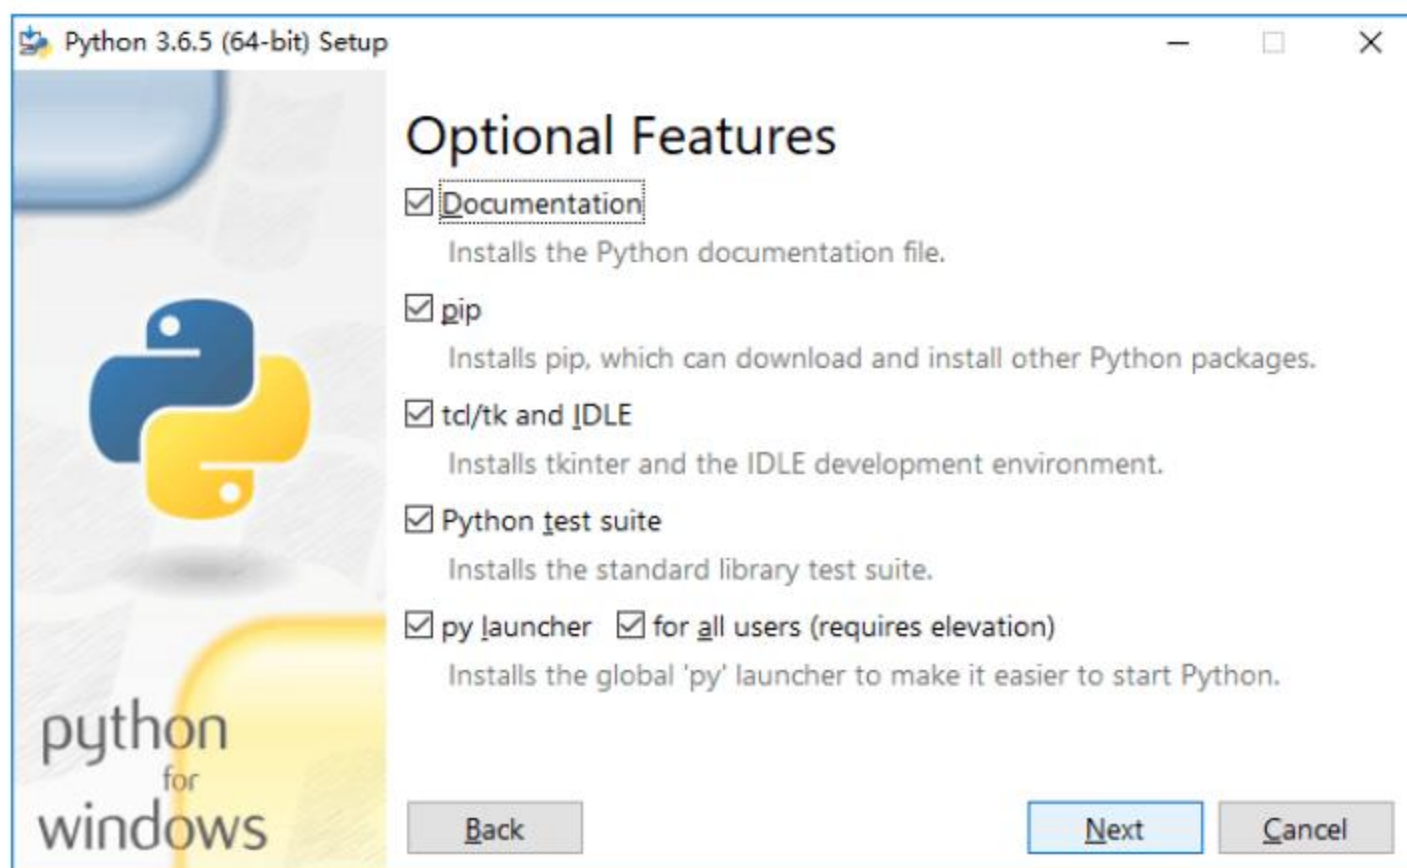 Python 3.6.5 (64-bit) Setup
Optional Features
Documentation
Installs the Python documentation file.
pip
Installs pip, which can download and install other Python packages.
tcl/tk and IDLE
Installs tkinter and the IDLE development environment.
Python test suite
Installs the standard library test suite.
py launcher for all users (requires elevation)
Installs the global 'py' launcher to make it easier to start Python.
python
for
windows
Back Next Cancel